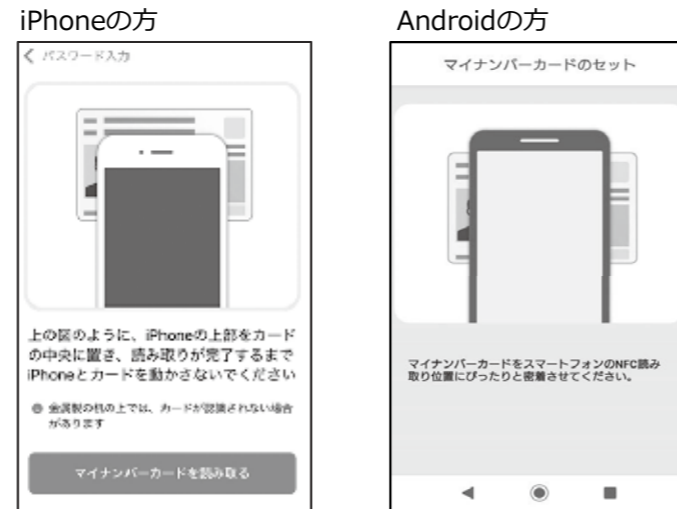 iPhoneの方
パスワード入力
上の図のように、iPhoneの上部をカード
の中央に置き、読み取りが完了するまで
iPhoneとカードを動かさないでください
金属製の机の上では、カードが認識されない場合
があります
マイナンバーカードを読み取る
Androidの方
マイナンバーカードのセット
マイナンバーカードをスマートフォンのNFC読み
取り位置にぴったりと密着させてください。